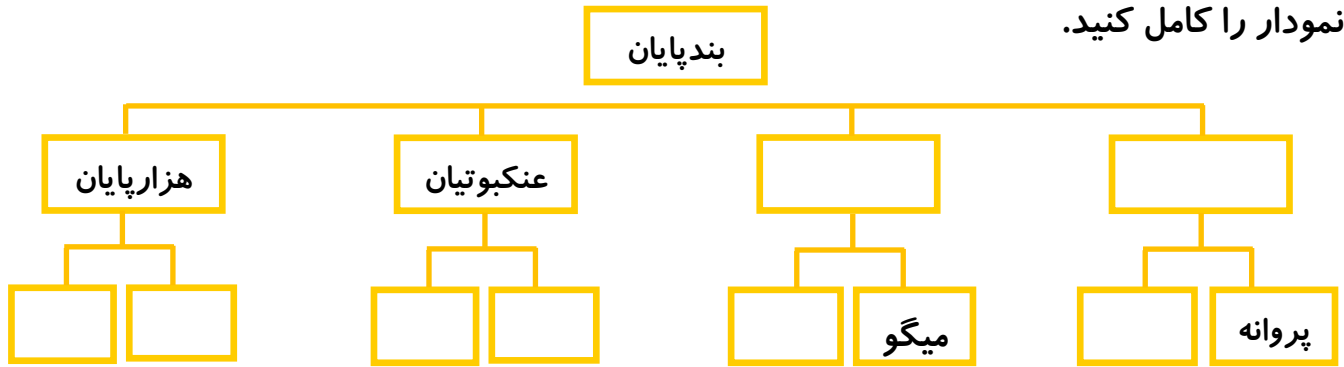 نمودار را کامل کنید.
بندپایان
عنکبوتیان
هزارپایان
پروانه
میگو